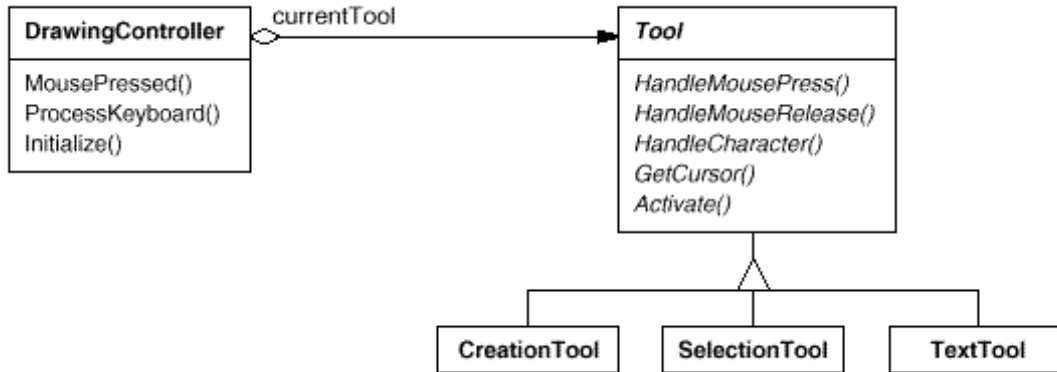 DrawingController
MousePressed()
ProcessKeyboard()
Initialize()
currentTool
Tool
HandleMousePress()
HandleMouseRelease()
HandleCharacter()
GetCursor()
Activate()
CreationTool
SelectionTool
TextTool